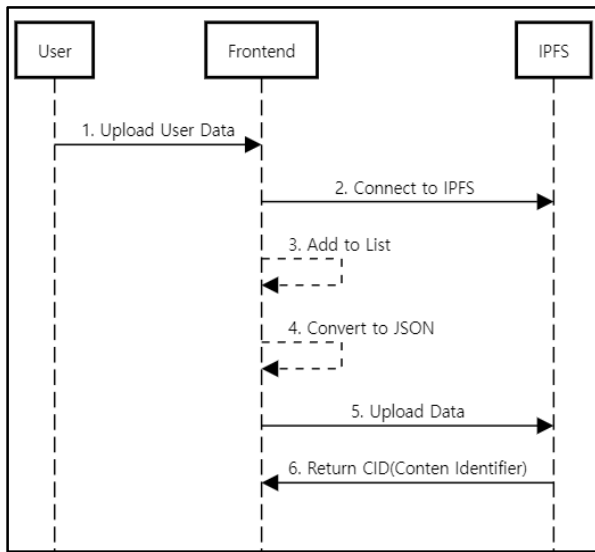 User
Frontend
IPFS
1. Upload User Data
2. Connect to IPFS
3. Add to List
4. Convert to JSON
5. Upload Data
6. Return CID(Conten Identifier)